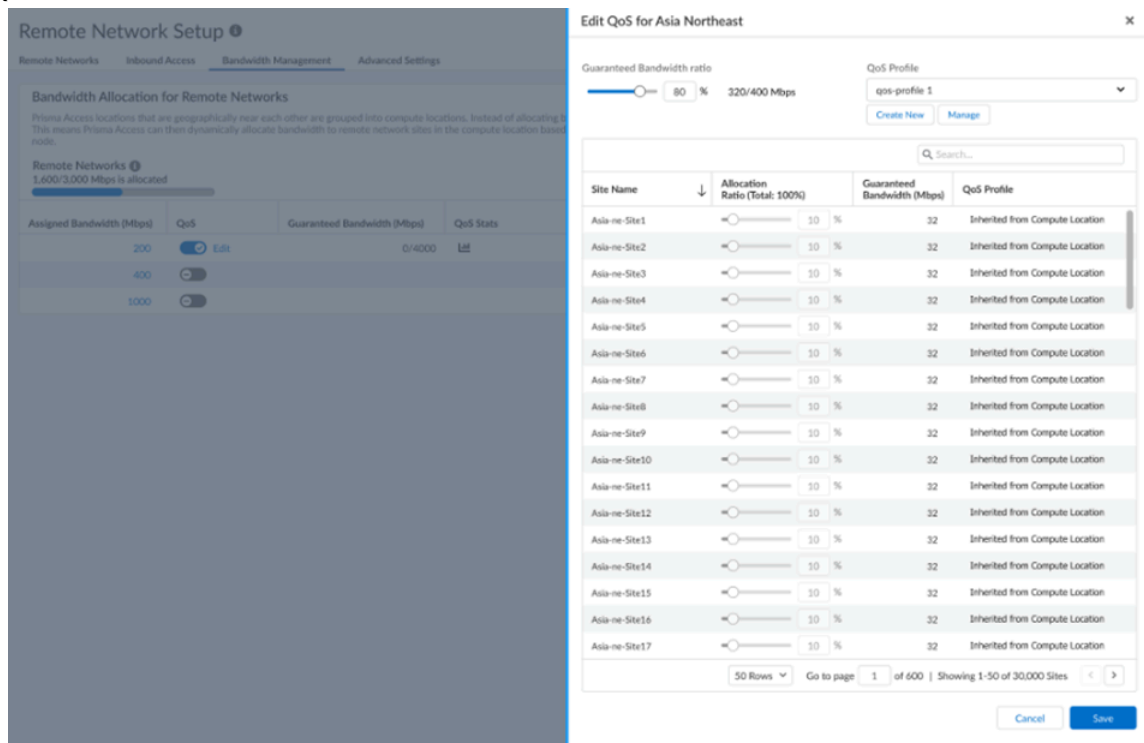 Remote Network Setup
Remote Networks Inbound Access Bandwidth Management Advanced Settings
Bandwidth Allocation for Remote Networks
Prisma Access locations that are geographically near each other are grouped into compute locations. Instead of allocating b
This means Prisma Access can then dynamically allocate bandwidth to remote network sites in the compute location based
node.
Remote Networks
1,600/3,000 Mbps is allocated
Assigned Bandwidth (Mbps) QoS Guaranteed Bandwidth (Mbps) QoS Stats
200 Edit 0/4000
400
1000
Edit QoS for Asia Northeast
Guaranteed Bandwidth ratio QoS Profile
80 % 320/400 Mbps qos-profile 1
Create New Manage
Search...
Site Name Allocation Ratio (Total: 100%) Guaranteed Bandwidth (Mbps) QoS Profile
Asia-ne-Site1 10 % 32 Inherited from Compute Location
Asia-ne-Site2 10 % 32 Inherited from Compute Location
Asia-ne-Site3 10 % 32 Inherited from Compute Location
Asia-ne-Site4 10 % 32 Inherited from Compute Location
Asia-ne-Site5 10 % 32 Inherited from Compute Location
Asia-ne-Site6 10 % 32 Inherited from Compute Location
Asia-ne-Site7 10 % 32 Inherited from Compute Location
Asia-ne-Site8 10 % 32 Inherited from Compute Location
Asia-ne-Site9 10 % 32 Inherited from Compute Location
Asia-ne-Site10 10 % 32 Inherited from Compute Location
Asia-ne-Site11 10 % 32 Inherited from Compute Location
Asia-ne-Site12 10 % 32 Inherited from Compute Location
Asia-ne-Site13 10 % 32 Inherited from Compute Location
Asia-ne-Site14 10 % 32 Inherited from Compute Location
Asia-ne-Site15 10 % 32 Inherited from Compute Location
Asia-ne-Site16 10 % 32 Inherited from Compute Location
Asia-ne-Site17 10 % 32 Inherited from Compute Location
50 Rows Go to page 1 of 600 | Showing 1-50 of 30,000 Sites
Cancel Save